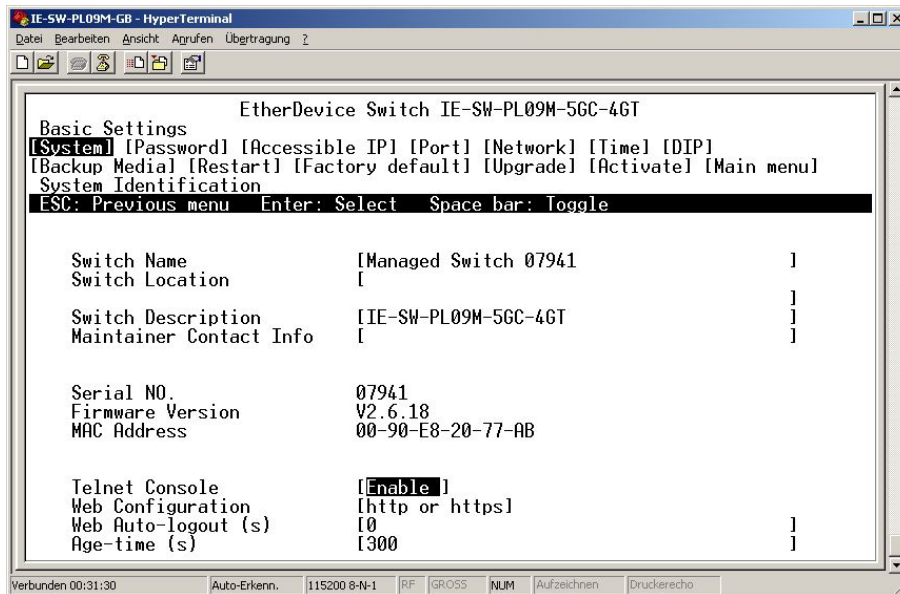 IE-SW-PL09M-GB - HyperTerminal
Datei Bearbeiten Ansicht Anrufen Übertragung ?
EtherDevice Switch IE-SW-PL09M-5GC-4GT
Basic Settings
[System] [Password] [Accessible IP] [Port] [Network] [Time] [DIP]
[Backup Media] [Restart] [Factory default] [Upgrade] [Activate] [Main menu]
System Identification
ESC: Previous menu Enter: Select Space bar: Toggle
Switch Name [Managed Switch 07941 ]
Switch Location [
]
Switch Description [IE-SW-PL09M-5GC-4GT ]
Maintainer Contact Info [ ]
Serial NO. 07941
Firmware Version V2.6.18
MAC Address 00-90-E8-20-77-AB
Telnet Console [Enable ]
Web Configuration [http or https]
Web Auto-logout (s) [0 ]
Age-time (s) [300 ]
Verbunden 00:31:30 Auto-Erkenn. 115200 8-N-1 RF GROSS NUM Aufzeichnen Druckerecho